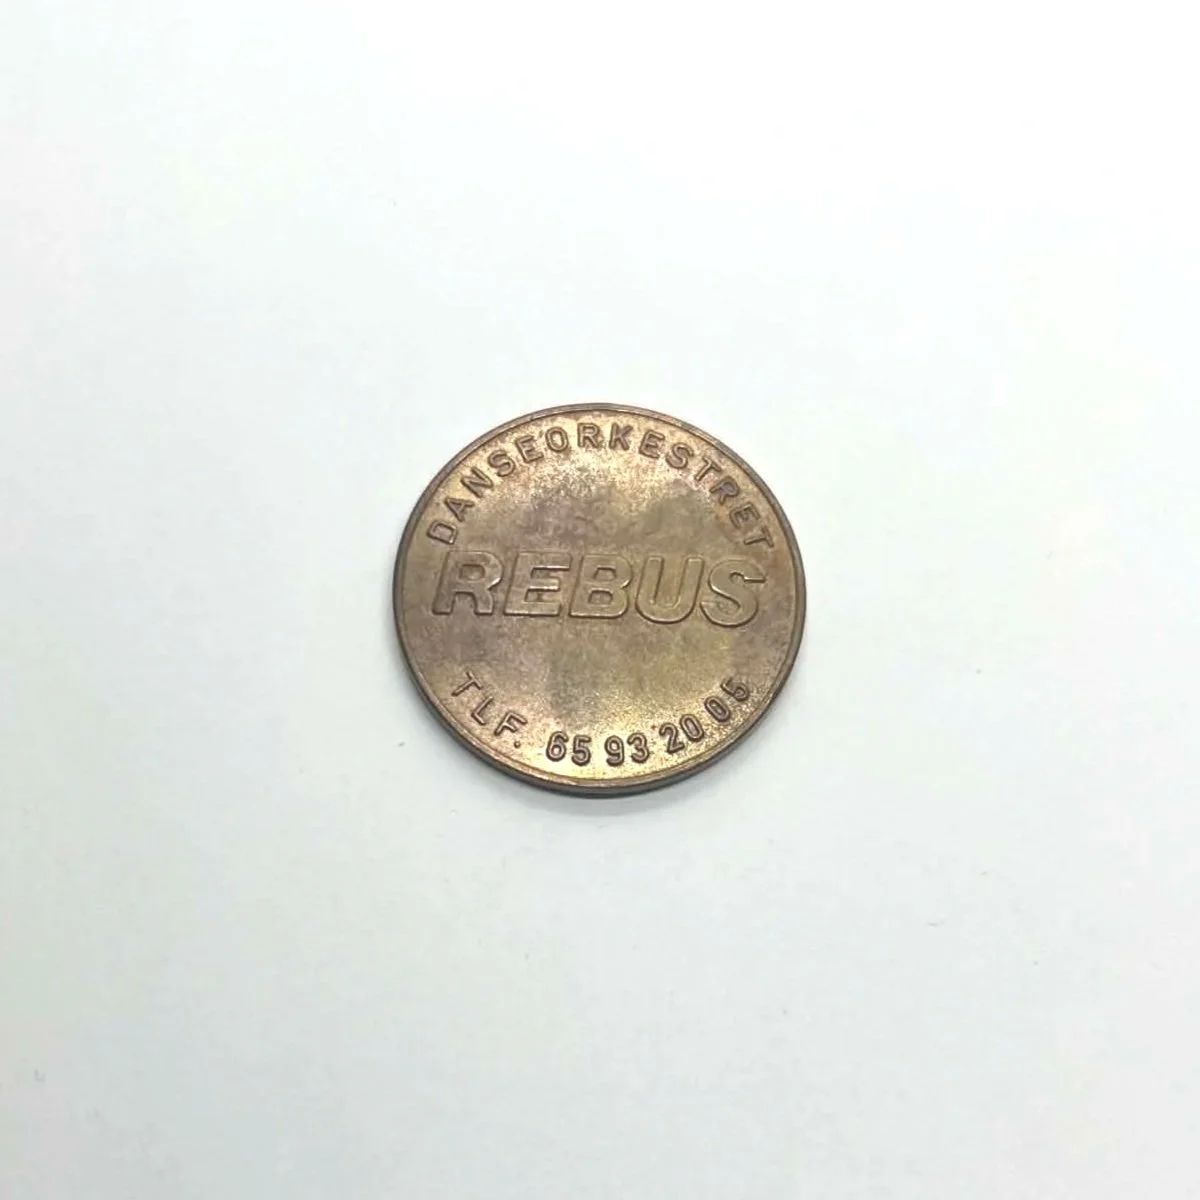 DANSEORKESTRET
REBUS
TLF. 65 93 20 05